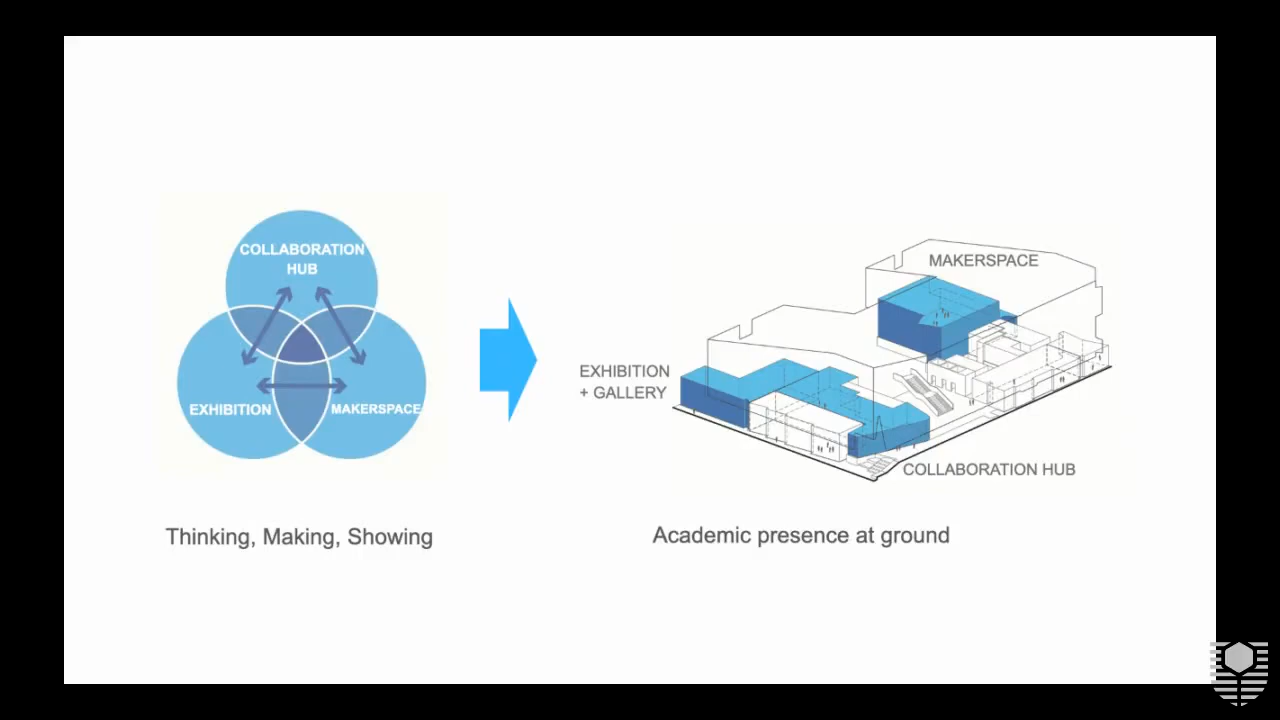 COLLABORATION
HUB
EXHIBITION
MAKERSPACE
Thinking, Making, Showing
MAKERSPACE
EXHIBITION
+ GALLERY
COLLABORATION HUB
Academic presence at ground